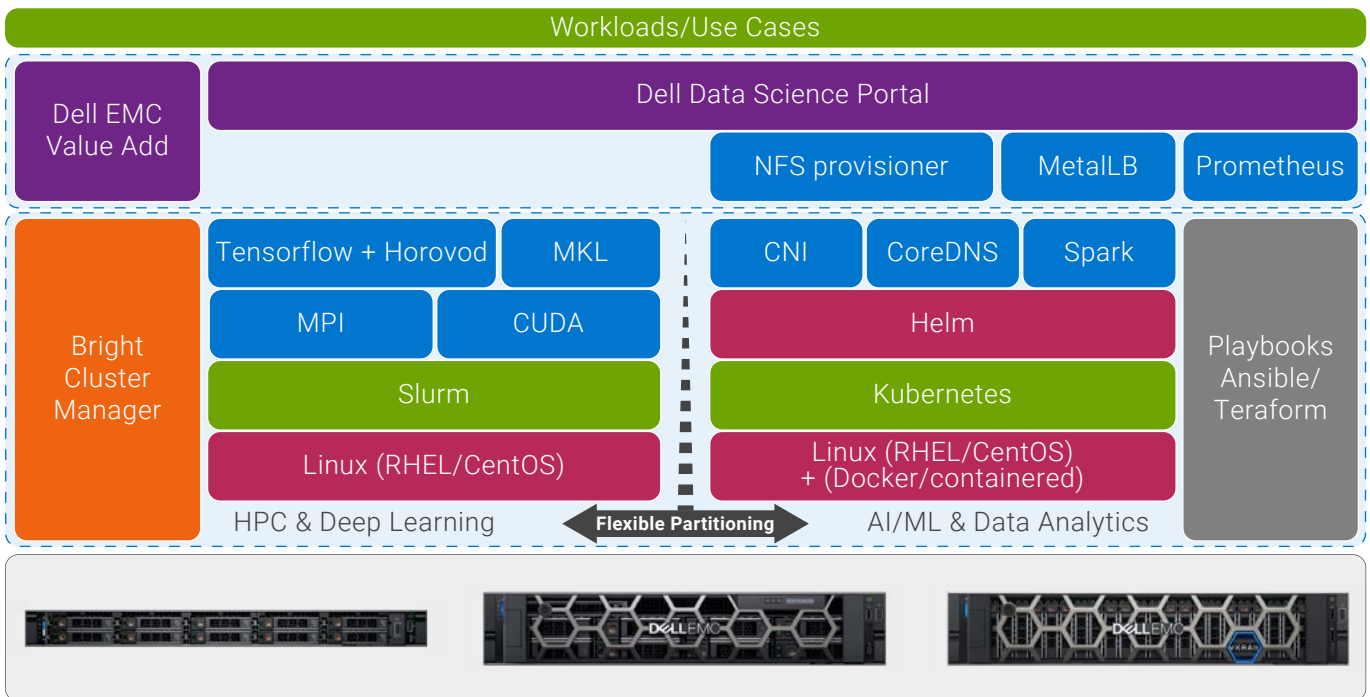 Workloads/Use Cases
Dell EMC
Value Add
Dell Data Science Portal
NFS provisioner
MetalLB
Prometheus
Bright
Cluster
Manager
Tensorflow + Horovod
MKL
MPI
CUDA
Slurm
Linux (RHEL/CentOS)
HPC & Deep Learning
Flexible Partitioning
CNI
CoreDNS
Spark
Helm
Kubernetes
Linux (RHEL/CentOS)
+ (Docker/containered)
AI/ML & Data Analytics
Playbooks
Ansible/
Teraform
DELLEMC
DELLEMC
VXRAIL